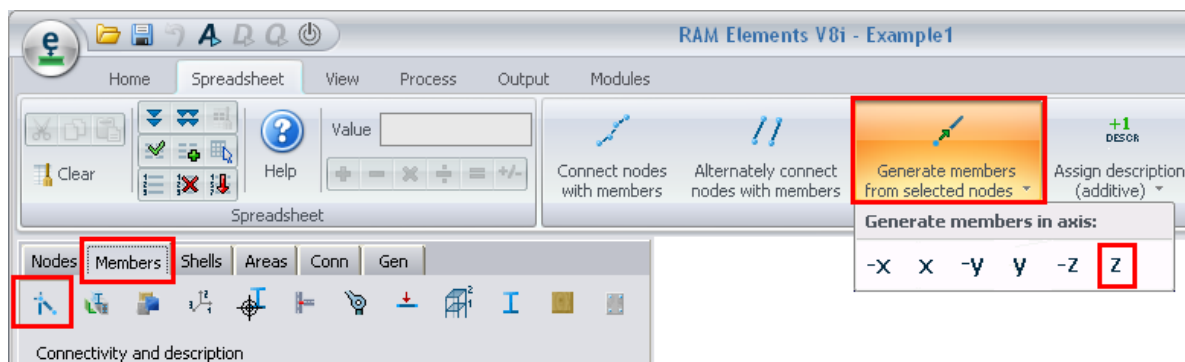 RAM Elements V8i - Example1
Home Spreadsheet View Process Output Modules
Clear
Help
Value
+ - × ÷ = +/-
Spreadsheet
Connect nodes
with members
Alternately connect
nodes with members
Generate members
from selected nodes
+1
DESCR
Assign description
(additive)
Generate members in axis:
-x x -y y -z z
Nodes Members Shells Areas Conn Gen
Connectivity and description